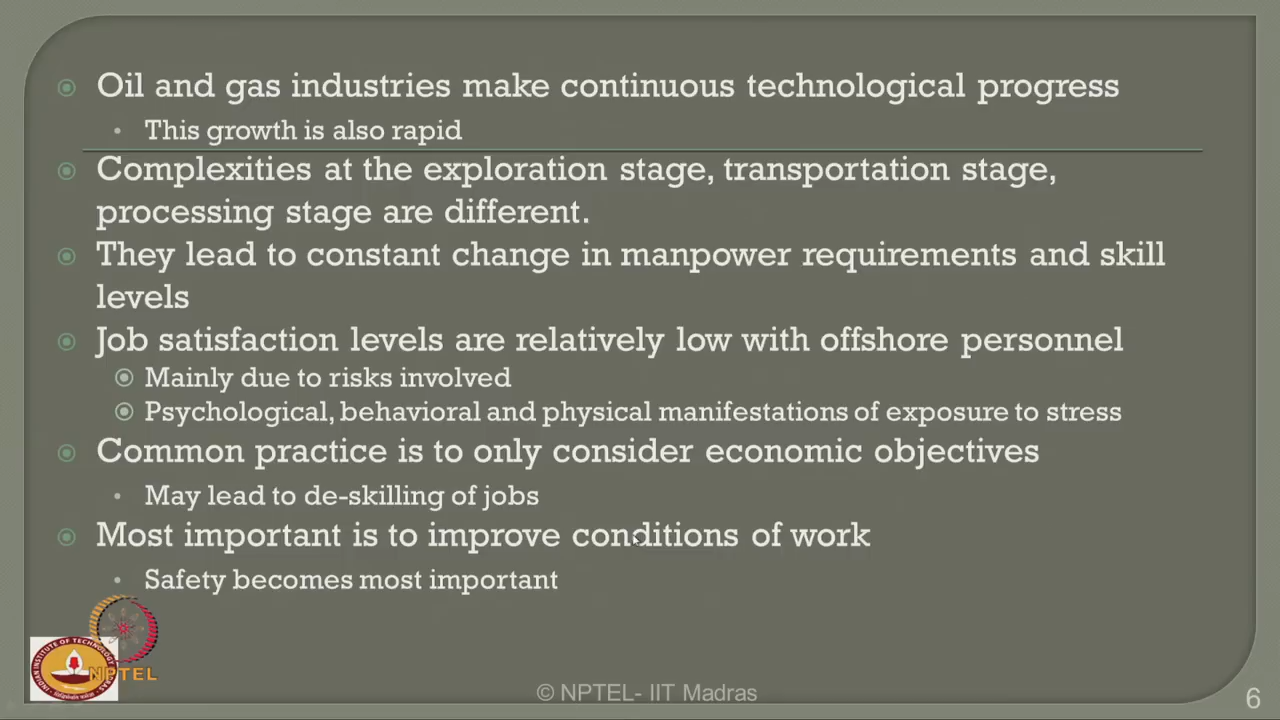 Oil and gas industries make continuous technological progress
This growth is also rapid
Complexities at the exploration stage, transportation stage,
processing stage are different.
They lead to constant change in manpower requirements and skill
levels
Job satisfaction levels are relatively low with offshore personnel
Mainly due to risks involved
Psychological, behavioral and physical manifestations of exposure to stress
Common practice is to only consider economic objectives
May lead to de-skilling of jobs
Most important is to improve conditions of work
Safety becomes most important
NPTEL
© NPTEL- IIT Madras
6